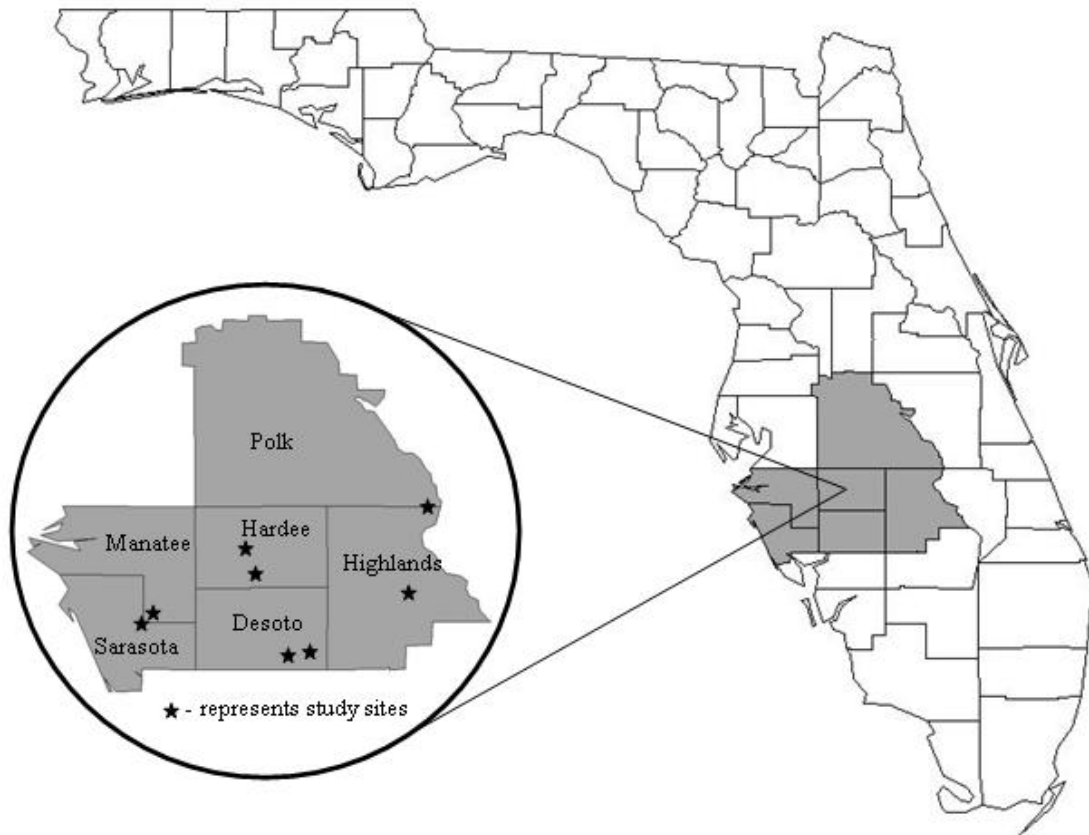 Polk
Hardee
Manatee
Highlands
Desoto
Sarasota
- represents study sites